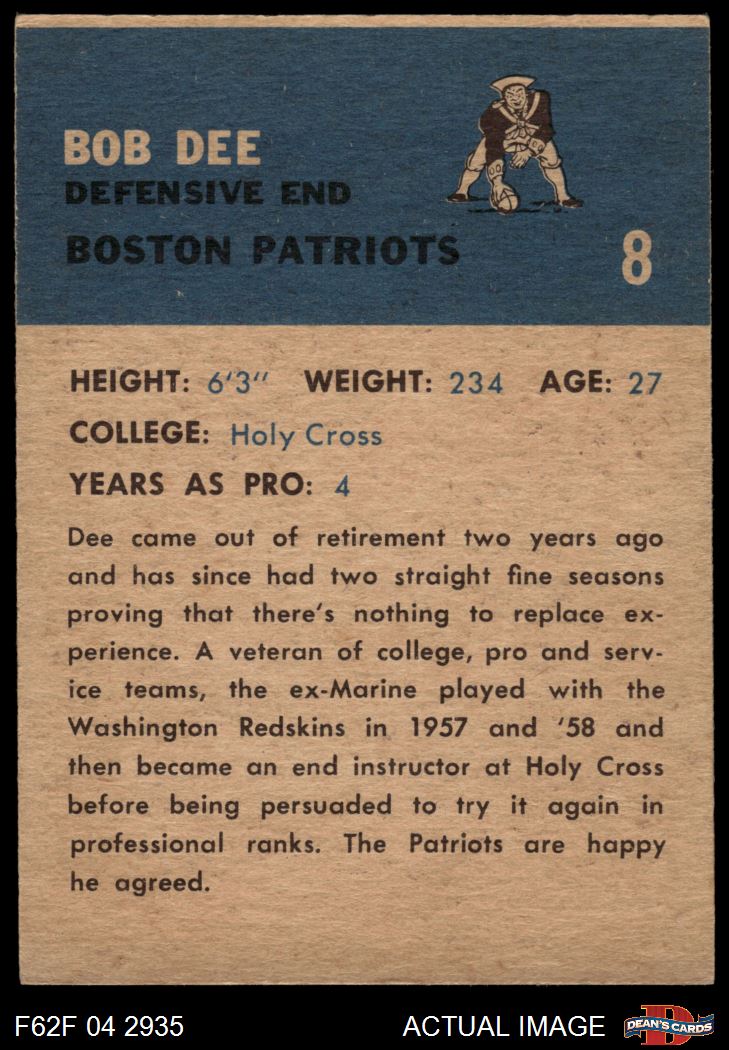 BOB DEE
DEFENSIVE END
BOSTON PATRIOTS
8
HEIGHT: 6'3" WEIGHT: 234 AGE: 27
COLLEGE: Holy Cross
YEARS AS PRO: 4
Dee came out of retirement two years ago
and has since had two straight fine seasons
proving that there's nothing to replace ex-
perience. A veteran of college, pro and serv-
ice teams, the ex-Marine played with the
Washington Redskins in 1957 and '58 and
then became an end instructor at Holy Cross
before being persuaded to try it again in
professional ranks. The Patriots are happy
he agreed.
F62F 04 2935 ACTUAL IMAGE
DEAN'S CARDS